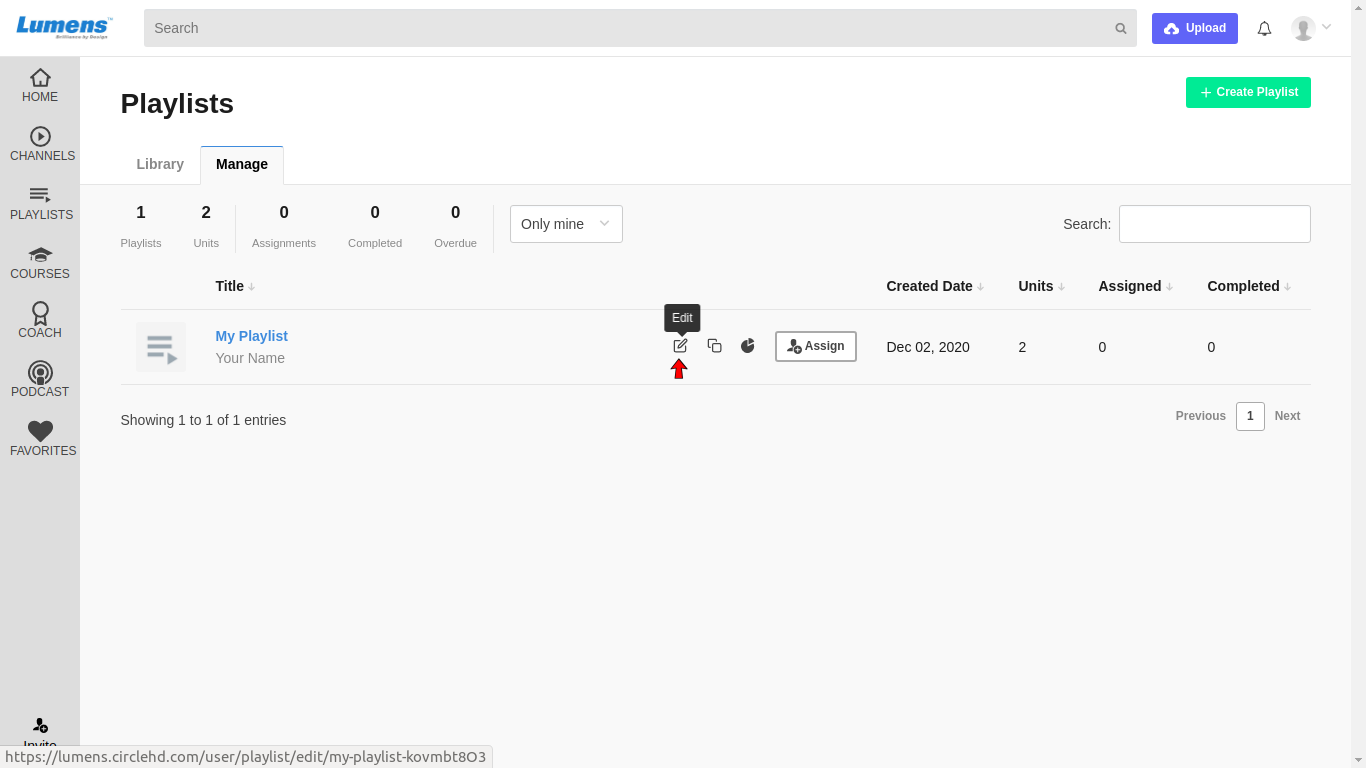 Lumens™
Brilliance by Design
Search
Upload
HOME
CHANNELS
PLAYLISTS
COURSES
COACH
PODCAST
FAVORITES
Invite
Playlists
Create Playlist
Library
Manage
1 2 0 0 0
Playlists Units Assignments Completed Overdue
Only mine
Search:
Title Created Date Units Assigned Completed
Edit
My Playlist
Your Name
Assign
Dec 02, 2020 2 0 0
Showing 1 to 1 of 1 entries
Previous 1 Next
https://lumens.circlehd.com/user/playlist/edit/my-playlist-kovmbt8O3